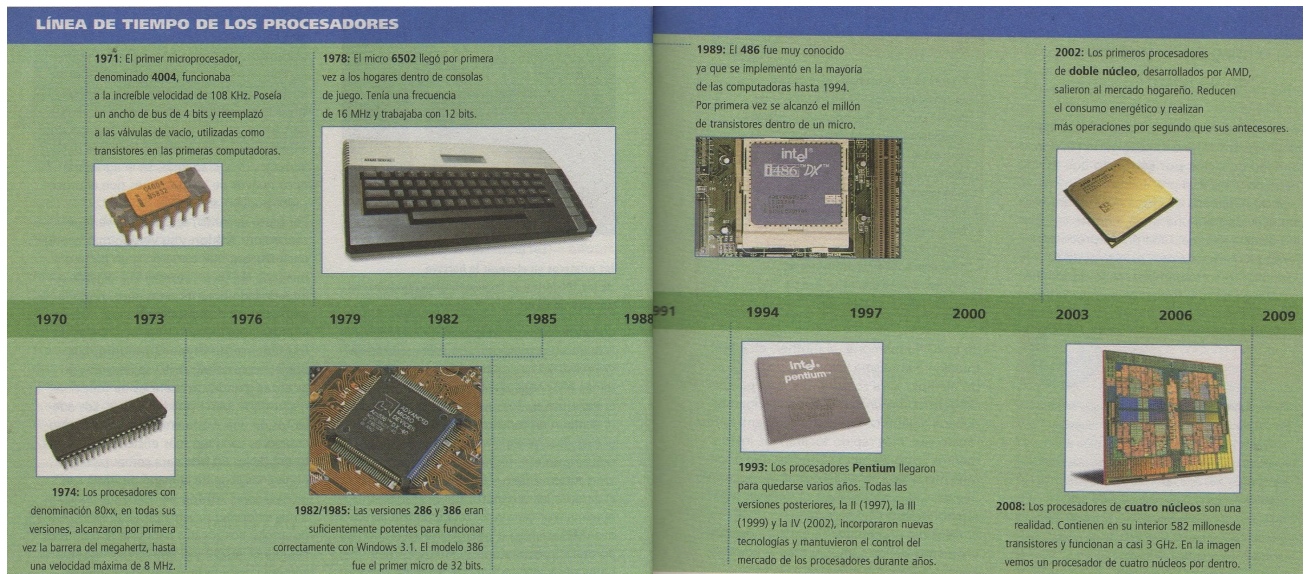 LÍNEA DE TIEMPO DE LOS PROCESADORES
1971: El primer microprocesador,
denominado 4004, funcionaba
a la increíble velocidad de 108 KHz. Poseía
un ancho de bus de 4 bits y reemplazó
a las válvulas de vacío, utilizadas como
transistores en las primeras computadoras.
1978: El micro 6502 llegó por primera
vez a los hogares dentro de consolas
de juego. Tenía una frecuencia
de 16 MHz y trabajaba con 12 bits.
1989: El 486 fue muy conocido
ya que se implementó en la mayoría
de las computadoras hasta 1994.
Por primera vez se alcanzó el millón
de transistores dentro de un micro.
intel®
i486 ™DX
2002: Los primeros procesadores
de doble núcleo, desarrollados por AMD,
salieron al mercado hogareño. Reducen
el consumo energético y realizan
más operaciones por segundo que sus antecesores.
1970 1973 1976 1979 1982 1985 1988 991 1994 1997 2000 2003 2006 2009
1974: Los procesadores con
denominación 80xx, en todas sus
versiones, alcanzaron por primera
vez la barrera del megahertz, hasta
una velocidad máxima de 8 MHz.
ADVANCED
MICRO
DEVICES
1982/1985: Las versiones 286 y 386 eran
suficientemente potentes para funcionar
correctamente con Windows 3.1. El modelo 386
fue el primer micro de 32 bits.
intel®
pentium™
1993: Los procesadores Pentium llegaron
para quedarse varios años. Todas las
versiones posteriores, la II (1997), la III
(1999) y la IV (2002), incorporaron nuevas
tecnologías y mantuvieron el control del
mercado de los procesadores durante años.
2008: Los procesadores de cuatro núcleos son una
realidad. Contienen en su interior 582 millonesde
transistores y funcionan a casi 3 GHz. En la imagen
vemos un procesador de cuatro núcleos por dentro.